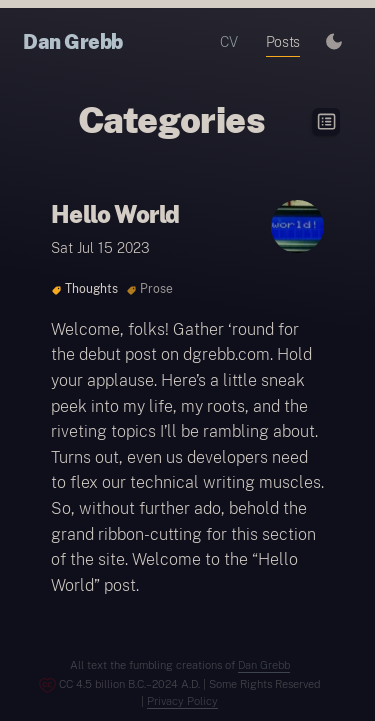 Dan Grebb
CV Posts
Categories
Hello World
world!
Sat Jul 15 2023
Thoughts Prose
Welcome, folks! Gather ‘round for
the debut post on dgrebb.com. Hold
your applause. Here’s a little sneak
peek into my life, my roots, and the
riveting topics I’ll be rambling about.
Turns out, even us developers need
to flex our technical writing muscles.
So, without further ado, behold the
grand ribbon-cutting for this section
of the site. Welcome to the “Hello
World” post.
All text the fumbling creations of Dan Grebb
CC 4.5 billion B.C.–2024 A.D. | Some Rights Reserved
| Privacy Policy